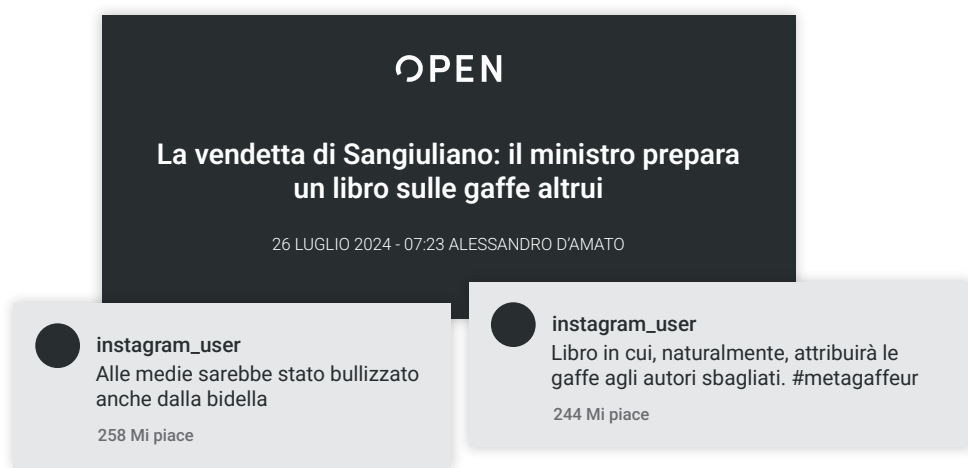 OPEN
La vendetta di Sangiuliano: il ministro prepara
un libro sulle gaffe altrui
26 LUGLIO 2024 - 07:23 ALESSANDRO D'AMATO
instagram_user
Alle medie sarebbe stato bullizzato
anche dalla bidella
258 Mi piace
instagram_user
Libro in cui, naturalmente, attribuirà le
gaffe agli autori sbagliati. #metagaffeur
244 Mi piace